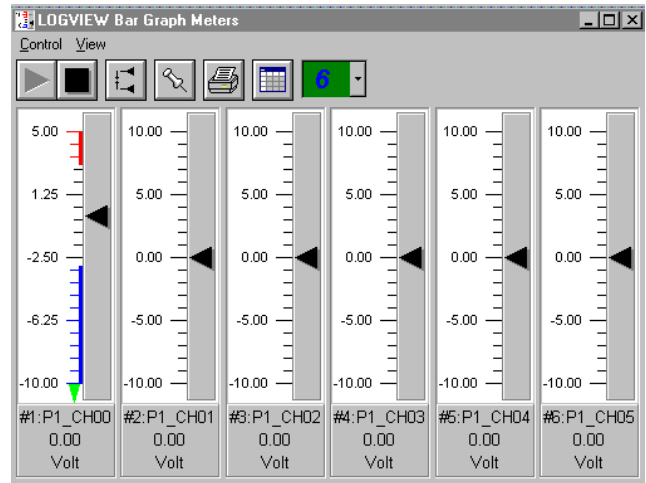 LOGVIEW Bar Graph Meters
Control View
6
5.00 10.00 10.00 10.00 10.00 10.00
1.25 5.00 5.00 5.00 5.00 5.00
-2.50 0.00 0.00 0.00 0.00 0.00
-6.25 -5.00 -5.00 -5.00 -5.00 -5.00
-10.00 -10.00 -10.00 -10.00 -10.00 -10.00
#1:P1_CH00 #2:P1_CH01 #3:P1_CH02 #4:P1_CH03 #5:P1_CH04 #6:P1_CH05
0.00 0.00 0.00 0.00 0.00 0.00
Volt Volt Volt Volt Volt Volt